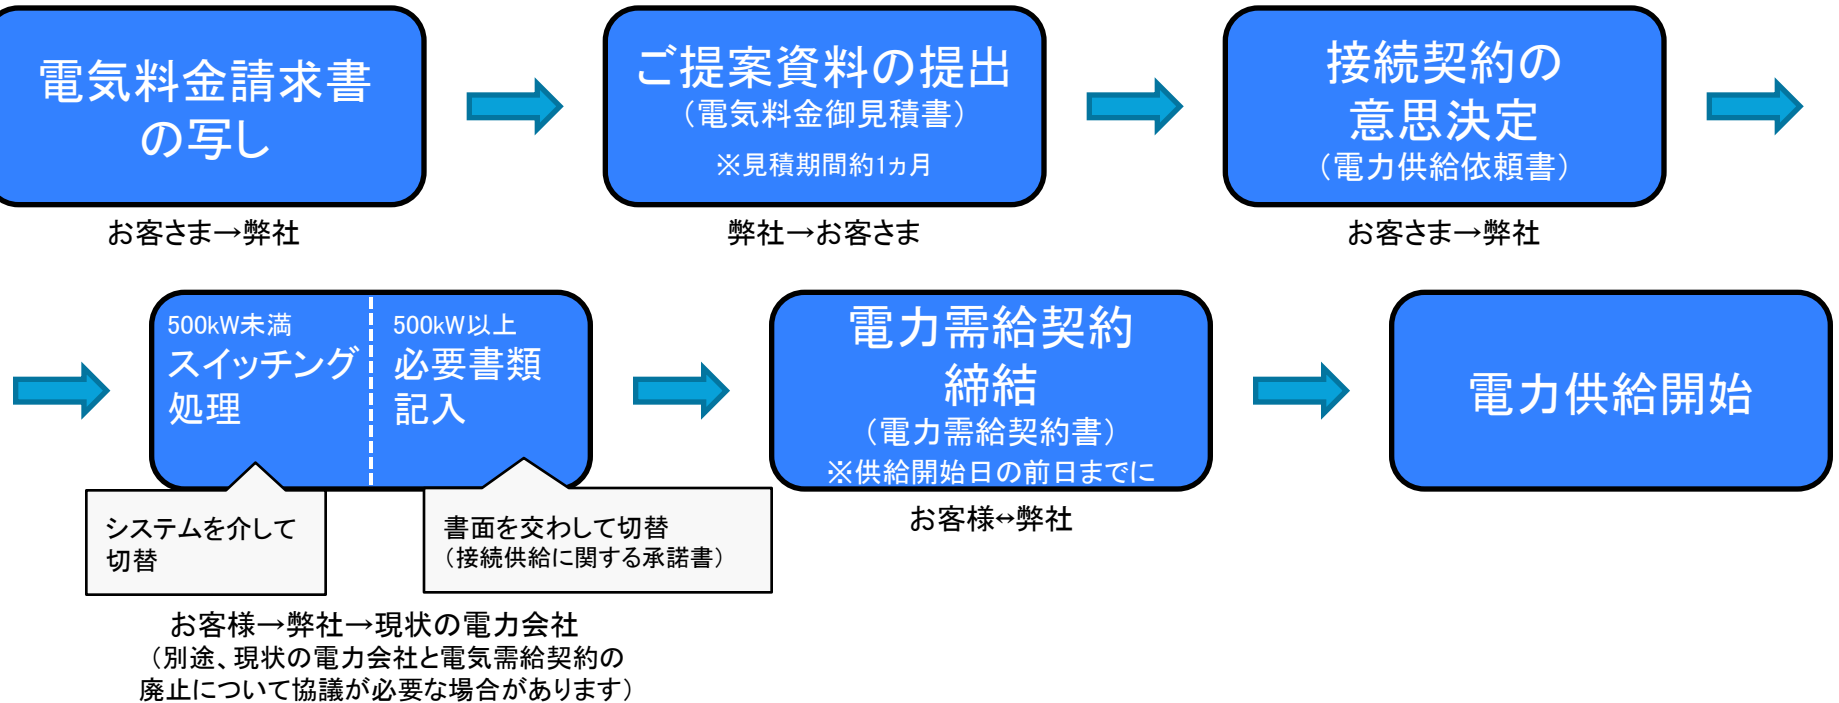 電気料金請求書
の写し
お客さま→弊社
ご提案資料の提出
（電気料金御見積書）
※見積期間約1ヵ月
弊社→お客さま
接続契約の
意思決定
（電力供給依頼書）
お客さま→弊社
500kW未満
スイッチング
処理
500kW以上
必要書類
記入
システムを介して
切替
書面を交わして切替
（接続供給に関する承諾書）
お客様→弊社→現状の電力会社
（別途、現状の電力会社と電気需給契約の
廃止について協議が必要な場合があります）
電力需給契約
締結
（電力需給契約書）
※供給開始日の前日までに
お客様↔弊社
電力供給開始